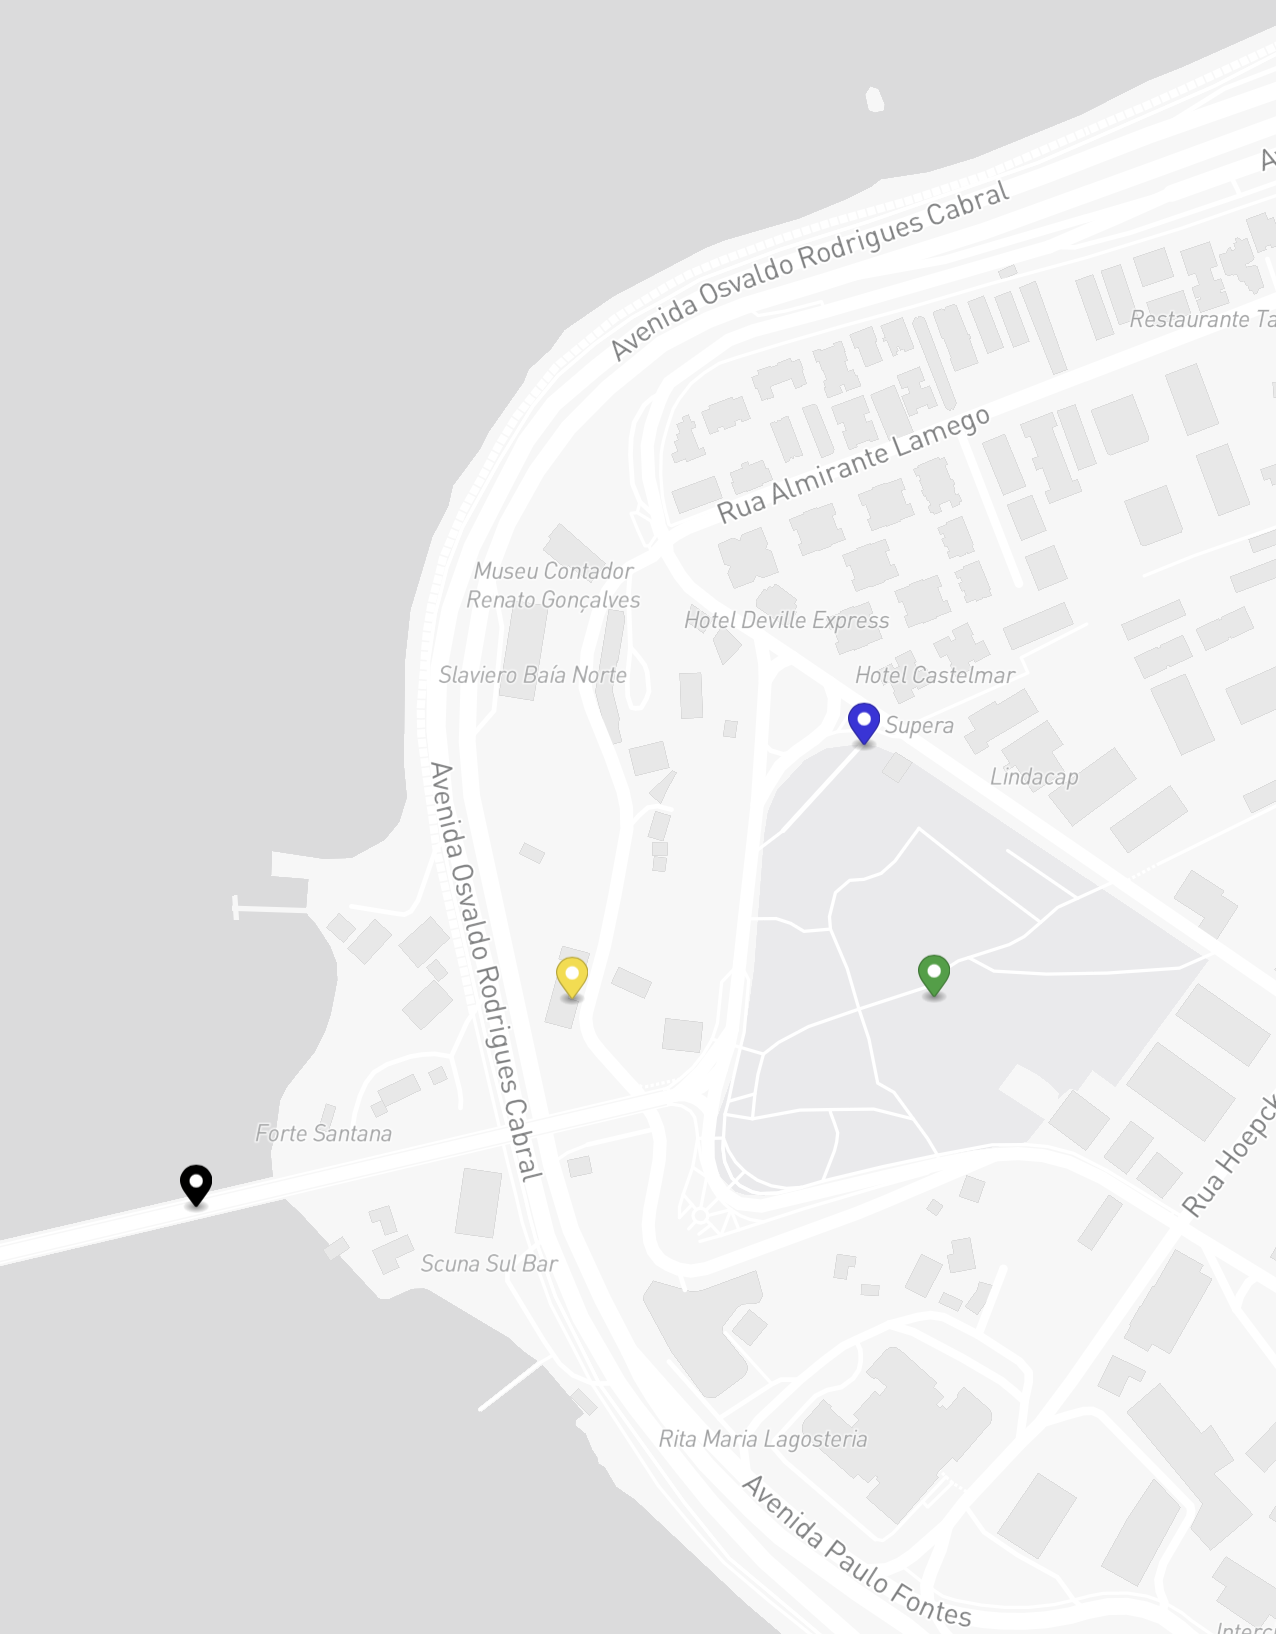 Avenida Osvaldo Rodrigues Cabral
Restaurante Ta
Rua Almirante Lamego
Museu Contador
Renato Gonçalves
Hotel Deville Express
Slaviero Baía Norte
Hotel Castelmar
Supera
Lindacap
Avenida Osvaldo Rodrigues Cabral
Rua Hoepck
Forte Santana
Scuna Sul Bar
Rita Maria Lagosteria
Avenida Paulo Fontes